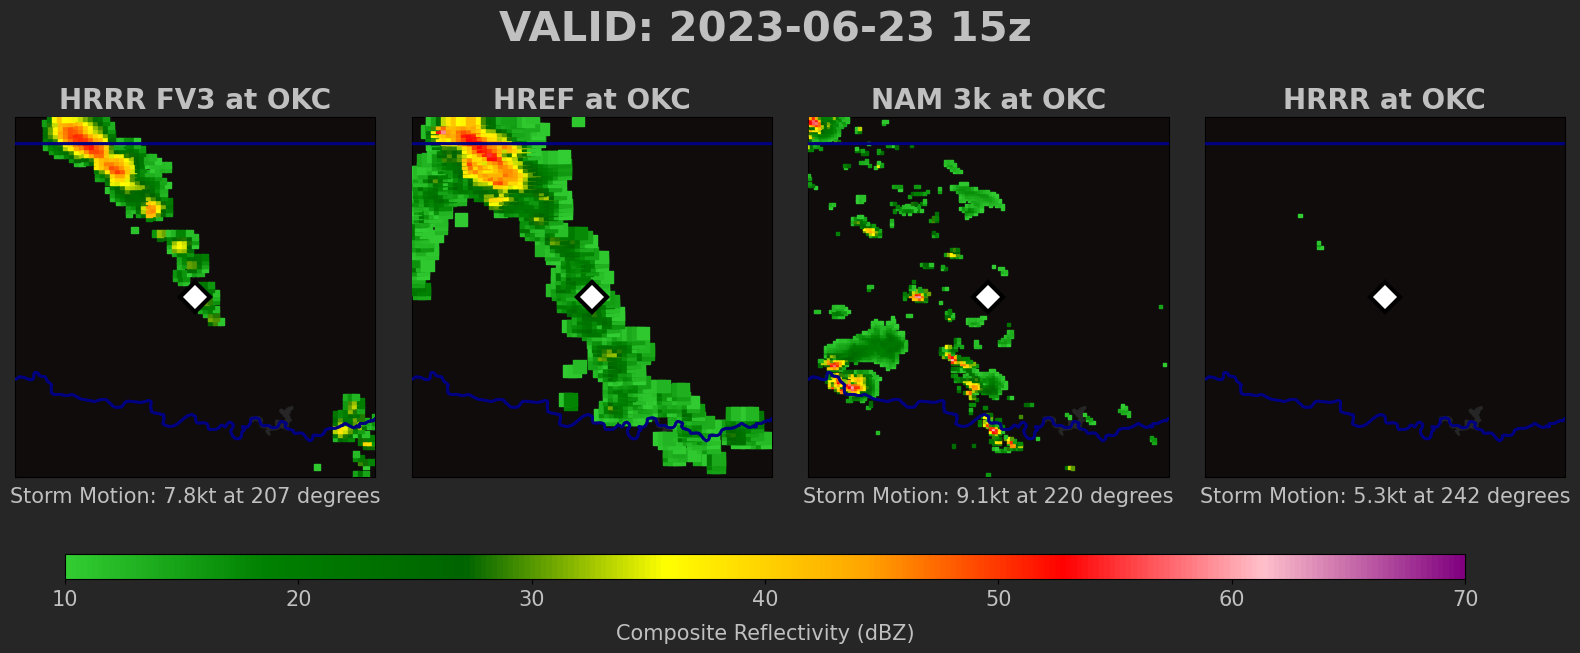 VALID: 2023-06-23 15z
HRRR FV3 at OKC
HREF at OKC
NAM 3k at OKC
HRRR at OKC
Storm Motion: 7.8kt at 207 degrees
Storm Motion: 9.1kt at 220 degrees
Storm Motion: 5.3kt at 242 degrees
10 20 30 40 50 60 70
Composite Reflectivity (dBZ)